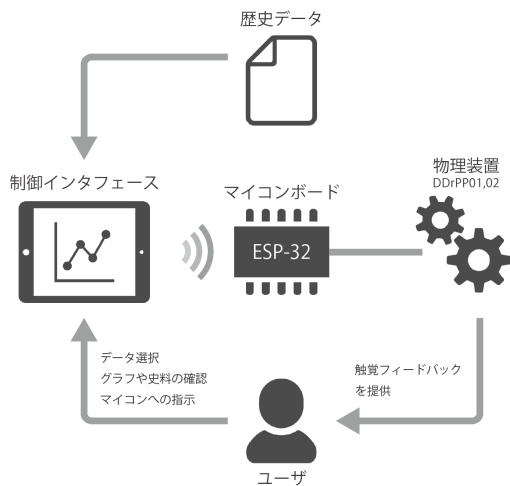 歴史データ
制御インタフェース
マイコンボード
ESP-32
物理装置
DDrPP01,02
データ選択
グラフや史料の確認
マイコンへの指示
触覚フィードバック
を提供
ユーザ